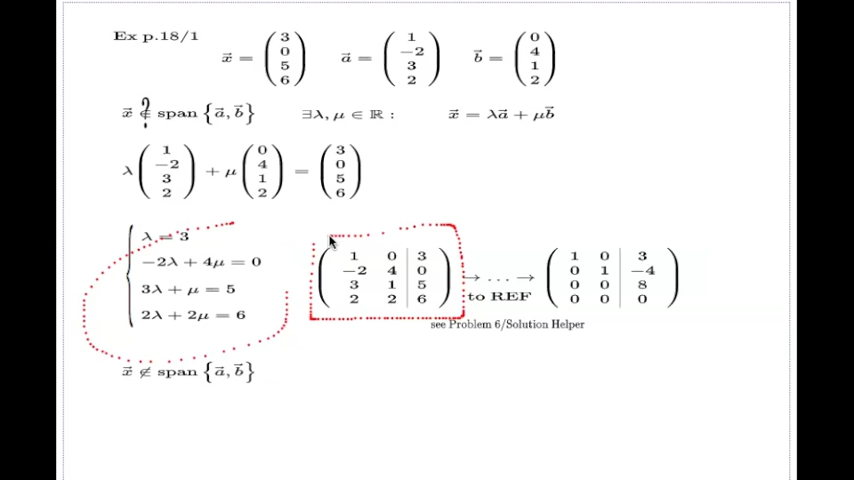 Ex p.18/1
x⃗ = ( 3 0 5 6 ) a⃗ = ( 1 −2 3 2 ) b⃗ = ( 0 4 1 2 )
x⃗ ∉ ? span {a⃗, b⃗} ∃λ, μ ∈ ℝ : x⃗ = λa⃗ + μb⃗
λ ( 1 −2 3 2 ) + μ ( 0 4 1 2 ) = ( 3 0 5 6 )
λ = 3
−2λ + 4μ = 0
3λ + μ = 5
2λ + 2μ = 6
1 0 | 3
−2 4 | 0
3 1 | 5
2 2 | 6
→ . . . →
to REF
1 0 | 3
0 1 | −4
0 0 | 8
0 0 | 0
see Problem 6/Solution Helper
x⃗ ∉ span {a⃗, b⃗}